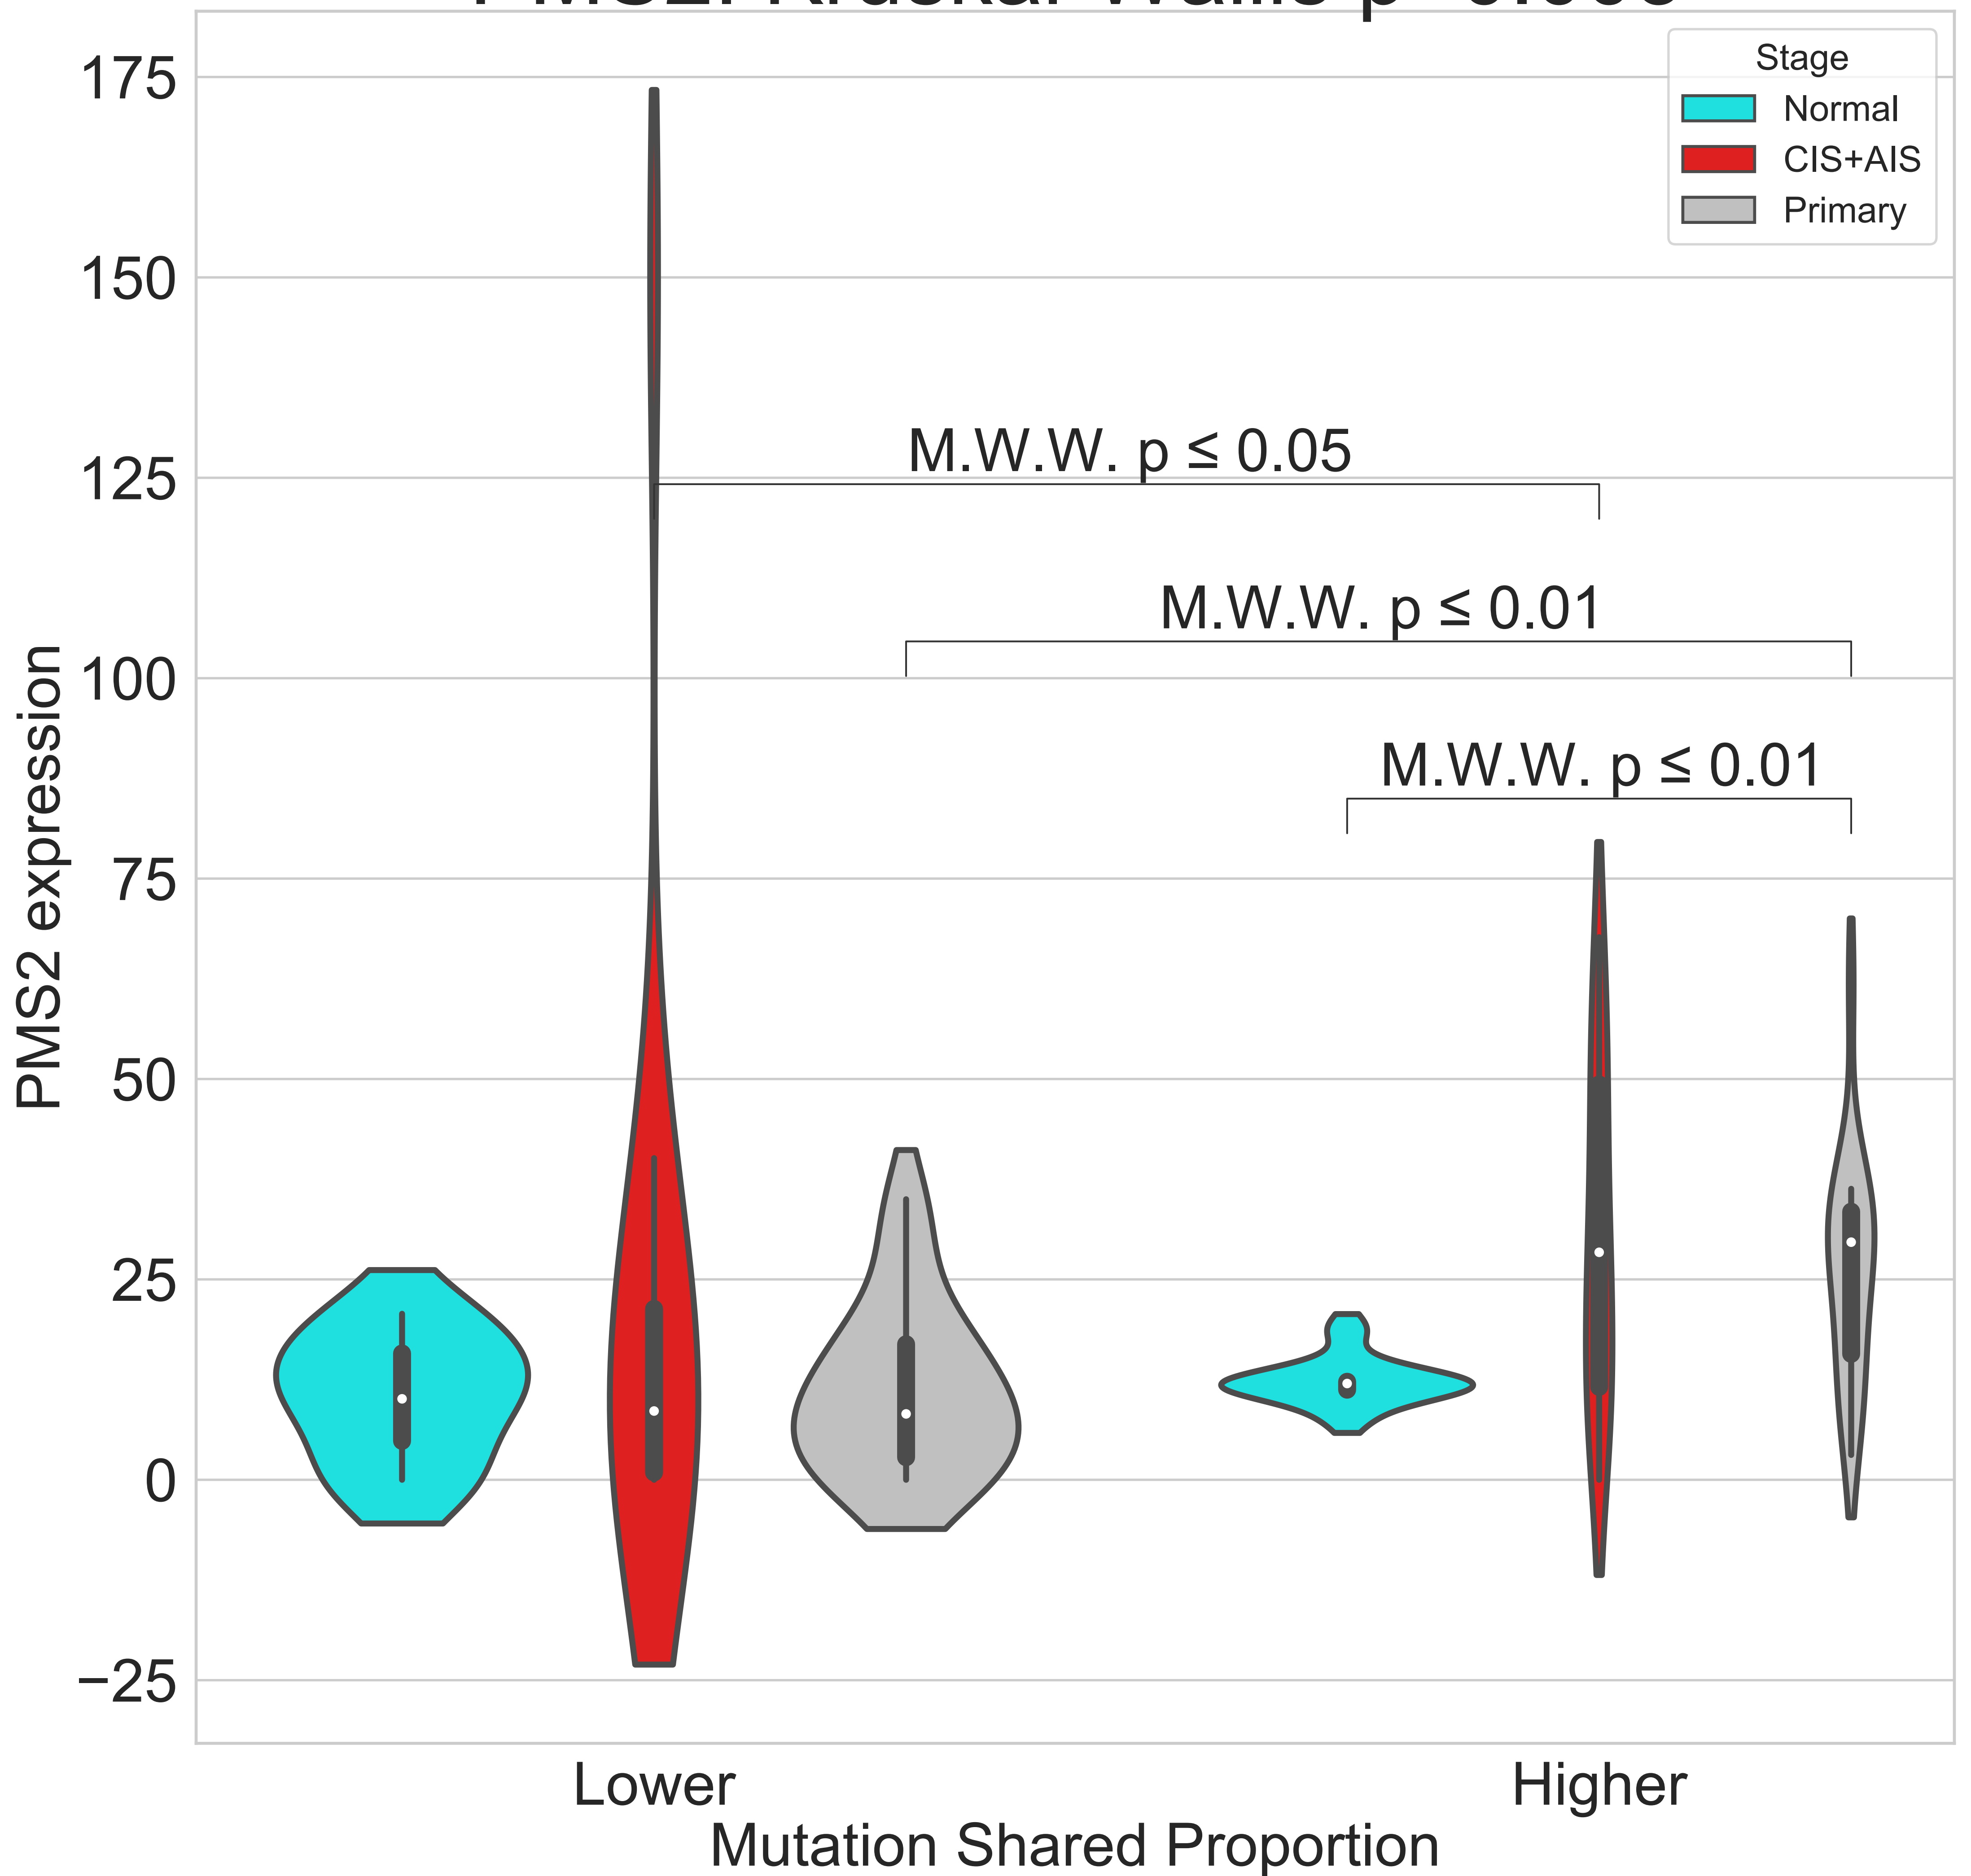 175
150
125
100
75
50
25
0
−25
PMS2 expression
Stage
Normal
CIS+AIS
Primary
M.W.W. p ≤ 0.05
M.W.W. p ≤ 0.01
M.W.W. p ≤ 0.01
Lower
Higher
Mutation Shared Proportion